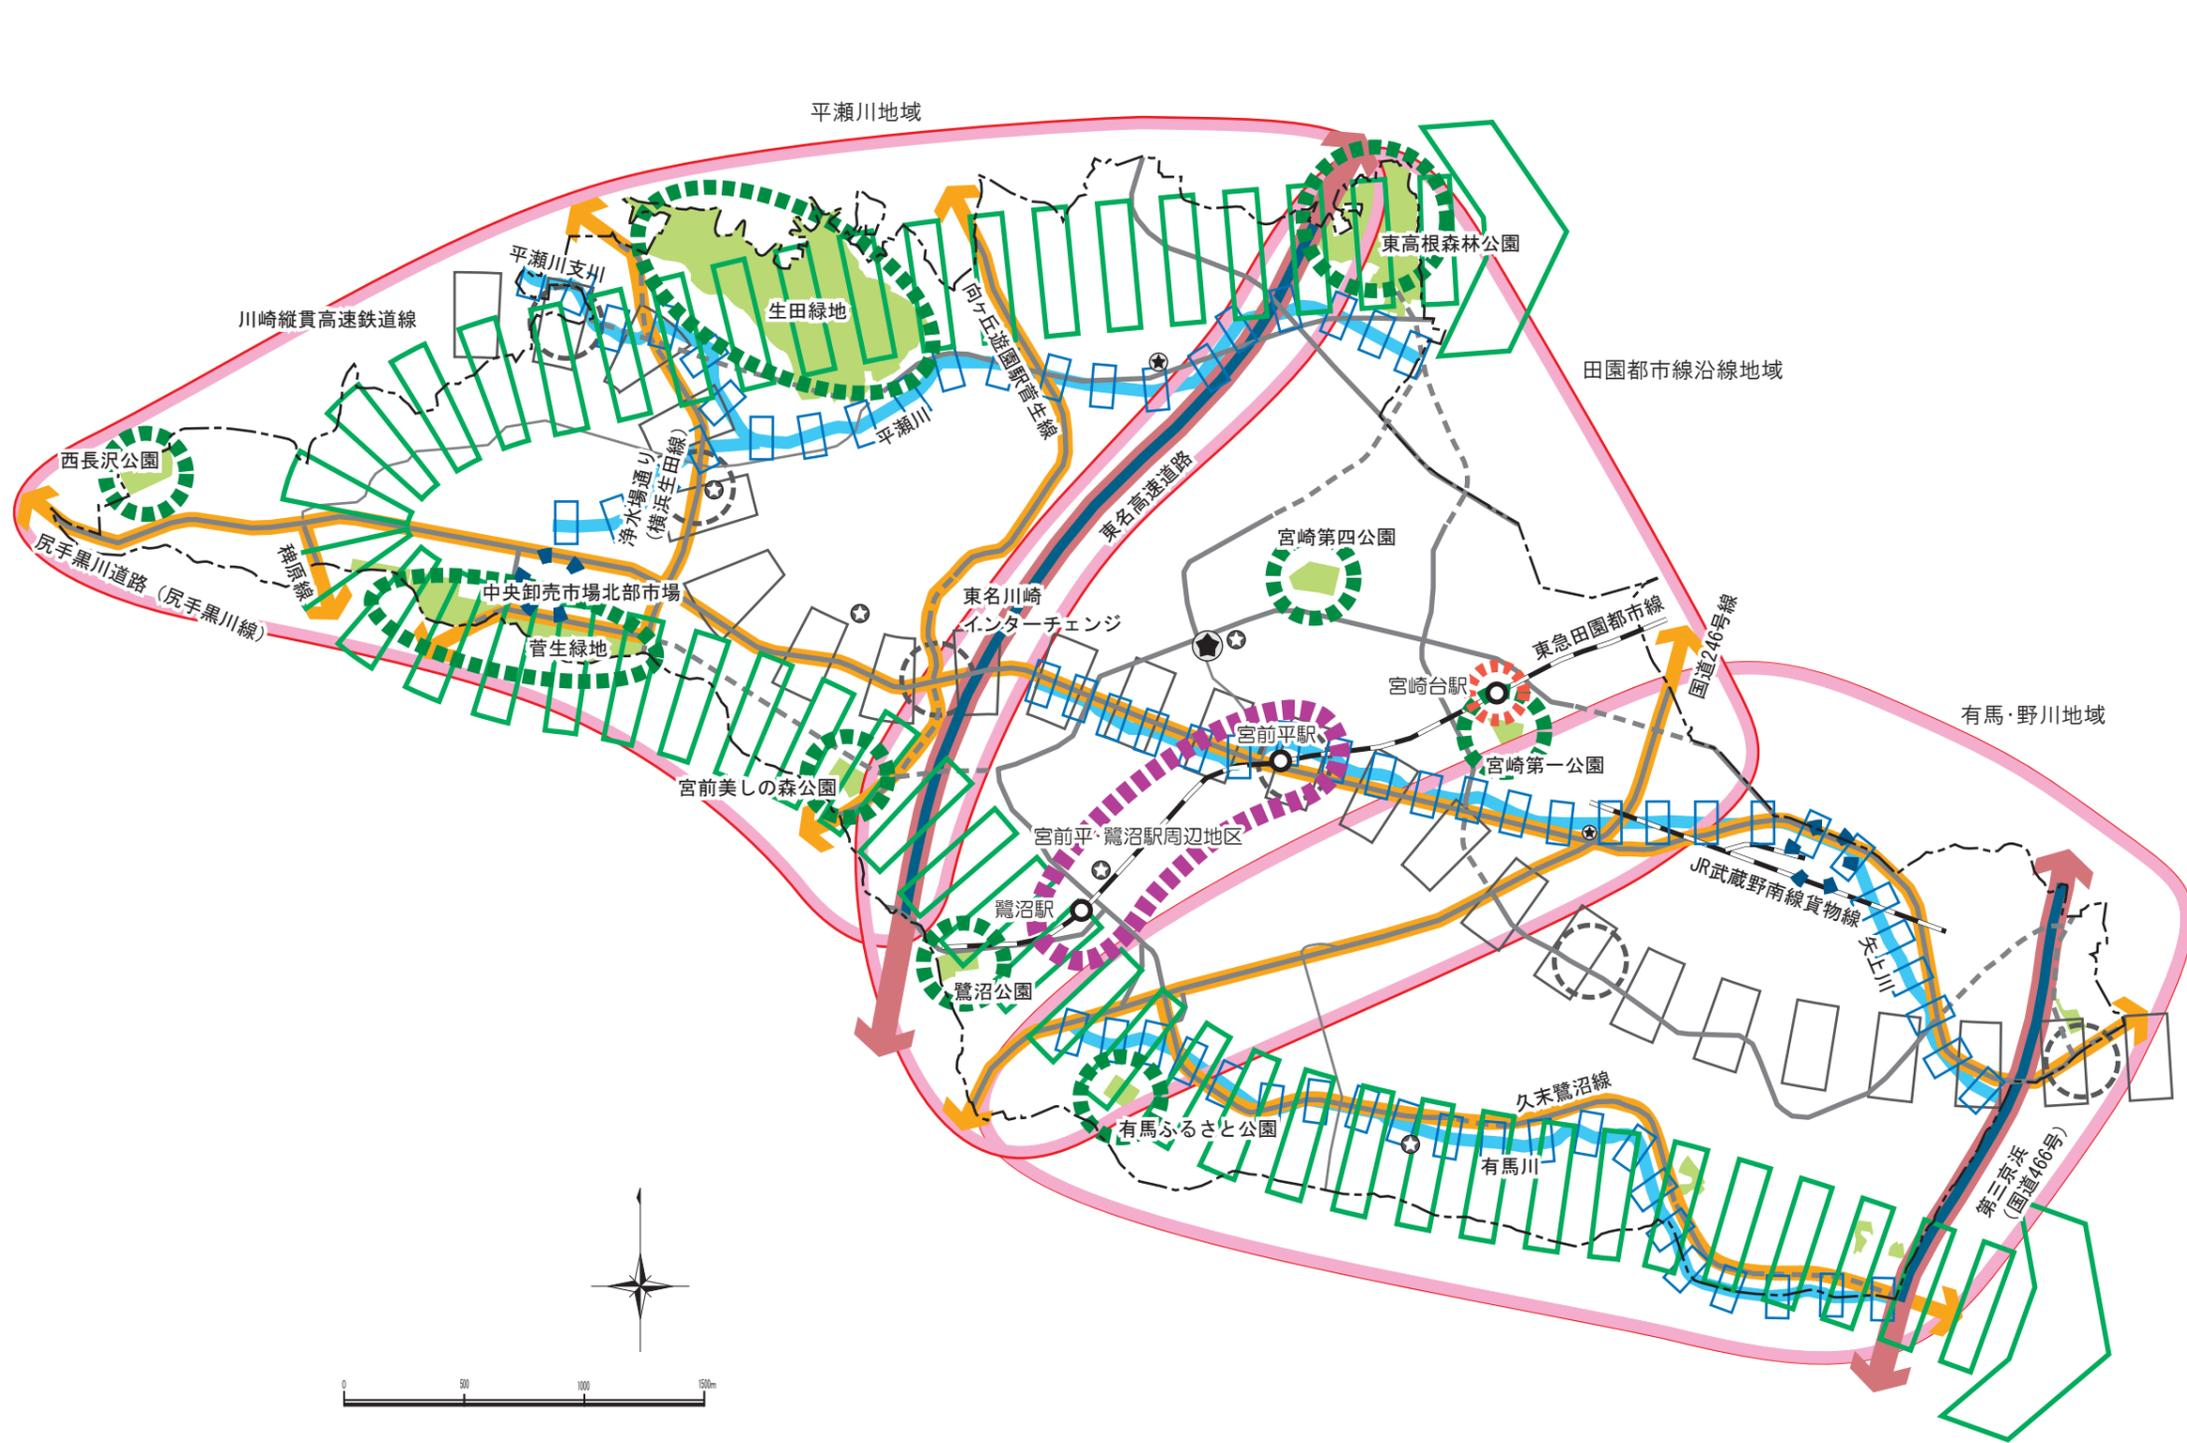 平瀬川地域
平瀬川支川
東高根森林公園
生田緑地
川崎縦貫高速鉄道線
向ヶ丘遊園駅菅生線
田園都市線沿線地域
平瀬川
西長沢公園
浄水場通り
(横浜生田線)
東名高速道路
宮崎第四公園
稗原線
尻手黒川道路 (尻手黒川線)
中央卸売市場北部市場
東名川崎
インターチェンジ
菅生緑地
東急田園都市線
国道246号線
宮崎台駅
有馬・野川地域
宮前平駅
宮崎第一公園
宮前美しの森公園
宮前平・鷺沼駅周辺地区
JR武蔵野南線貨物線
鷺沼駅
矢上川
鷺沼公園
久末鷺沼線
有馬ふるさと公園
有馬川
第三京浜
(国道466号)
0 500 1000 1500m